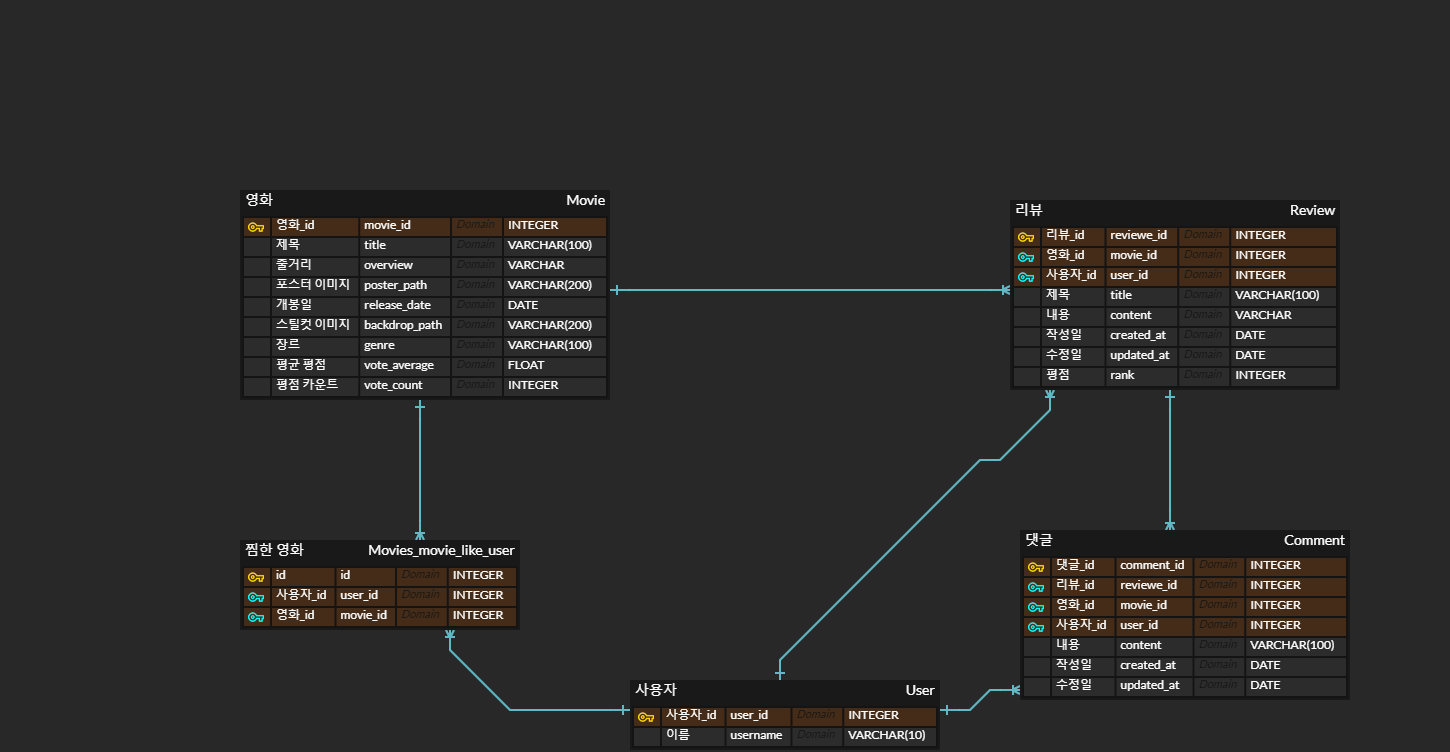 영화 Movie
영화_id movie_id Domain INTEGER
제목 title Domain VARCHAR(100)
줄거리 overview Domain VARCHAR
포스터 이미지 poster_path Domain VARCHAR(200)
개봉일 release_date Domain DATE
스틸컷 이미지 backdrop_path Domain VARCHAR(200)
장르 genre Domain VARCHAR(100)
평균 평점 vote_average Domain FLOAT
평점 카운트 vote_count Domain INTEGER
리뷰 Review
리뷰_id reviewe_id Domain INTEGER
영화_id movie_id Domain INTEGER
사용자_id user_id Domain INTEGER
제목 title Domain VARCHAR(100)
내용 content Domain VARCHAR
작성일 created_at Domain DATE
수정일 updated_at Domain DATE
평점 rank Domain INTEGER
찜한 영화 Movies_movie_like_user
id id Domain INTEGER
사용자_id user_id Domain INTEGER
영화_id movie_id Domain INTEGER
댓글 Comment
댓글_id comment_id Domain INTEGER
리뷰_id reviewe_id Domain INTEGER
영화_id movie_id Domain INTEGER
사용자_id user_id Domain INTEGER
내용 content Domain VARCHAR(100)
작성일 created_at Domain DATE
수정일 updated_at Domain DATE
사용자 User
사용자_id user_id Domain INTEGER
이름 username Domain VARCHAR(10)